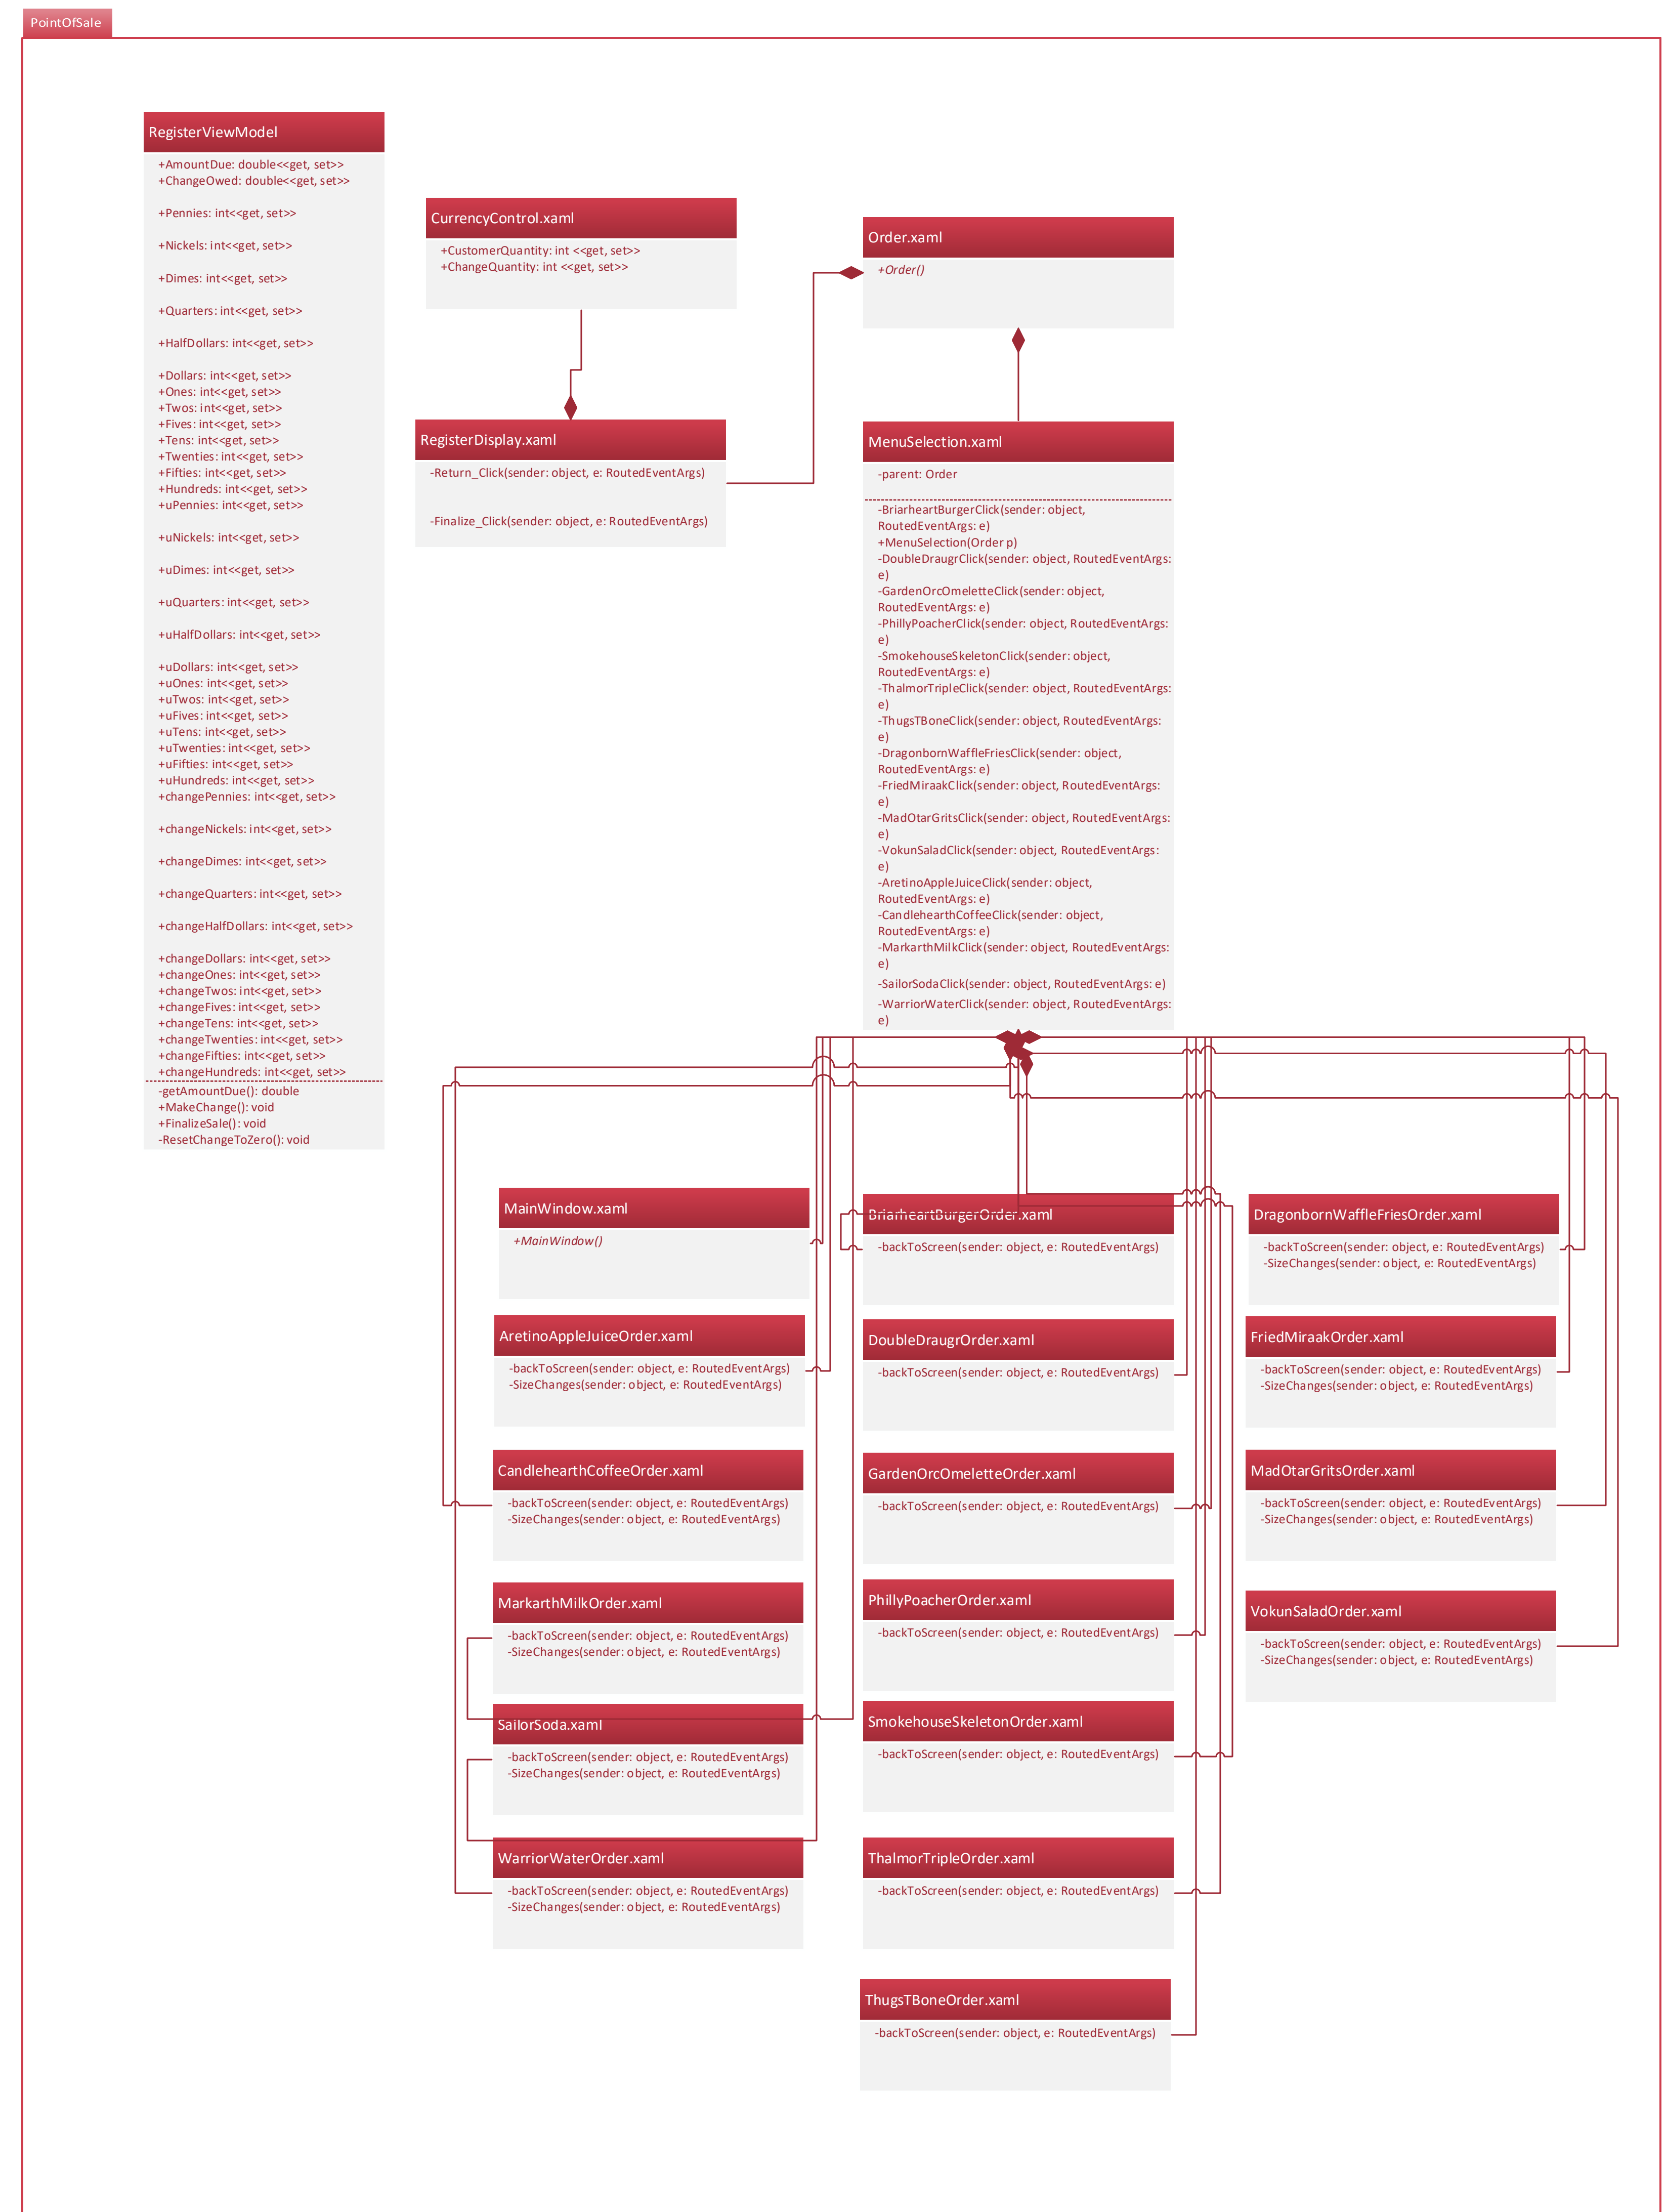 PointOfSale
RegisterViewModel
+AmountDue: double<<get, set>>
+ChangeOwed: double<<get, set>>
+Pennies: int<<get, set>>
+Nickels: int<<get, set>>
+Dimes: int<<get, set>>
+Quarters: int<<get, set>>
+HalfDollars: int<<get, set>>
+Dollars: int<<get, set>>
+Ones: int<<get, set>>
+Twos: int<<get, set>>
+Fives: int<<get, set>>
+Tens: int<<get, set>>
+Twenties: int<<get, set>>
+Fifties: int<<get, set>>
+Hundreds: int<<get, set>>
+uPennies: int<<get, set>>
+uNickels: int<<get, set>>
+uDimes: int<<get, set>>
+uQuarters: int<<get, set>>
+uHalfDollars: int<<get, set>>
+uDollars: int<<get, set>>
+uOnes: int<<get, set>>
+uTwos: int<<get, set>>
+uFives: int<<get, set>>
+uTens: int<<get, set>>
+uTwenties: int<<get, set>>
+uFifties: int<<get, set>>
+uHundreds: int<<get, set>>
+changePennies: int<<get, set>>
+changeNickels: int<<get, set>>
+changeDimes: int<<get, set>>
+changeQuarters: int<<get, set>>
+changeHalfDollars: int<<get, set>>
+changeDollars: int<<get, set>>
+changeOnes: int<<get, set>>
+changeTwos: int<<get, set>>
+changeFives: int<<get, set>>
+changeTens: int<<get, set>>
+changeTwenties: int<<get, set>>
+changeFifties: int<<get, set>>
+changeHundreds: int<<get, set>>
-getAmountDue(): double
+MakeChange(): void
+FinalizeSale(): void
-ResetChangeToZero(): void
CurrencyControl.xaml
+CustomerQuantity: int <<get, set>>
+ChangeQuantity: int <<get, set>>
Order.xaml
+Order()
RegisterDisplay.xaml
-Return_Click(sender: object, e: RoutedEventArgs)
-Finalize_Click(sender: object, e: RoutedEventArgs)
MenuSelection.xaml
-parent: Order
-BriarheartBurgerClick(sender: object,
RoutedEventArgs: e)
+MenuSelection(Order p)
-DoubleDraugrClick(sender: object, RoutedEventArgs:
e)
-GardenOrcOmeletteClick(sender: object,
RoutedEventArgs: e)
-PhillyPoacherClick(sender: object, RoutedEventArgs:
e)
-SmokehouseSkeletonClick(sender: object,
RoutedEventArgs: e)
-ThalmorTripleClick(sender: object, RoutedEventArgs:
e)
-ThugsTBoneClick(sender: object, RoutedEventArgs:
e)
-DragonbornWaffleFriesClick(sender: object,
RoutedEventArgs: e)
-FriedMiraakClick(sender: object, RoutedEventArgs:
e)
-MadOtarGritsClick(sender: object, RoutedEventArgs:
e)
-VokunSaladClick(sender: object, RoutedEventArgs:
e)
-AretinoAppleJuiceClick(sender: object,
RoutedEventArgs: e)
-CandlehearthCoffeeClick(sender: object,
RoutedEventArgs: e)
-MarkarthMilkClick(sender: object, RoutedEventArgs:
e)
-SailorSodaClick(sender: object, RoutedEventArgs: e)
-WarriorWaterClick(sender: object, RoutedEventArgs:
e)
MainWindow.xaml
+MainWindow()
BriarheartBurgerOrder.xaml
-backToScreen(sender: object, e: RoutedEventArgs)
DragonbornWaffleFriesOrder.xaml
-backToScreen(sender: object, e: RoutedEventArgs)
-SizeChanges(sender: object, e: RoutedEventArgs)
AretinoAppleJuiceOrder.xaml
-backToScreen(sender: object, e: RoutedEventArgs)
-SizeChanges(sender: object, e: RoutedEventArgs)
DoubleDraugrOrder.xaml
-backToScreen(sender: object, e: RoutedEventArgs)
FriedMiraakOrder.xaml
-backToScreen(sender: object, e: RoutedEventArgs)
-SizeChanges(sender: object, e: RoutedEventArgs)
CandlehearthCoffeeOrder.xaml
-backToScreen(sender: object, e: RoutedEventArgs)
-SizeChanges(sender: object, e: RoutedEventArgs)
GardenOrcOmeletteOrder.xaml
-backToScreen(sender: object, e: RoutedEventArgs)
MadOtarGritsOrder.xaml
-backToScreen(sender: object, e: RoutedEventArgs)
-SizeChanges(sender: object, e: RoutedEventArgs)
MarkarthMilkOrder.xaml
-backToScreen(sender: object, e: RoutedEventArgs)
-SizeChanges(sender: object, e: RoutedEventArgs)
PhillyPoacherOrder.xaml
-backToScreen(sender: object, e: RoutedEventArgs)
VokunSaladOrder.xaml
-backToScreen(sender: object, e: RoutedEventArgs)
-SizeChanges(sender: object, e: RoutedEventArgs)
SailorSoda.xaml
-backToScreen(sender: object, e: RoutedEventArgs)
-SizeChanges(sender: object, e: RoutedEventArgs)
SmokehouseSkeletonOrder.xaml
-backToScreen(sender: object, e: RoutedEventArgs)
WarriorWaterOrder.xaml
-backToScreen(sender: object, e: RoutedEventArgs)
-SizeChanges(sender: object, e: RoutedEventArgs)
ThalmorTripleOrder.xaml
-backToScreen(sender: object, e: RoutedEventArgs)
ThugsTBoneOrder.xaml
-backToScreen(sender: object, e: RoutedEventArgs)